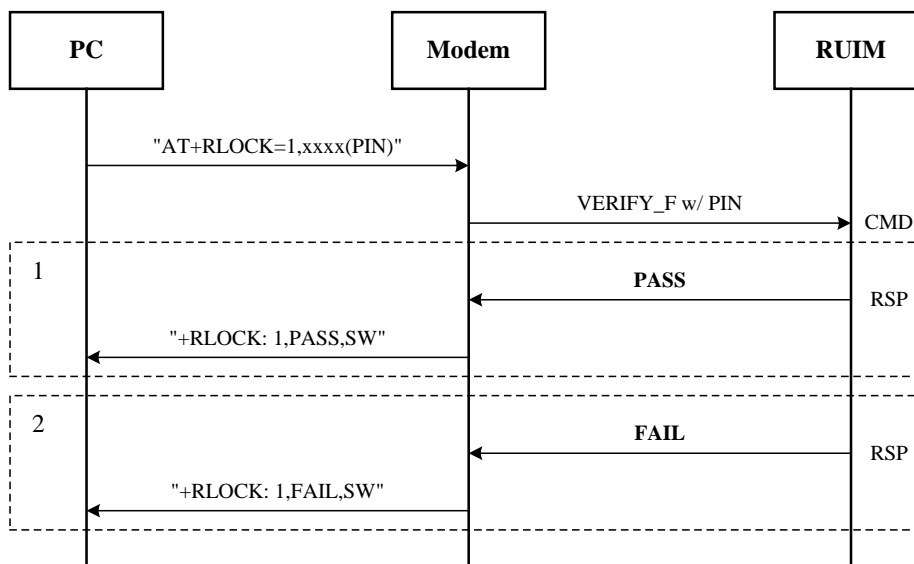 PC
Modem
RUIM
"AT+RLOCK=1,xxxx(PIN)"
VERIFY_F w/ PIN
CMD
1
PASS
RSP
"+RLOCK: 1,PASS,SW"
2
FAIL
RSP
"+RLOCK: 1,FAIL,SW"